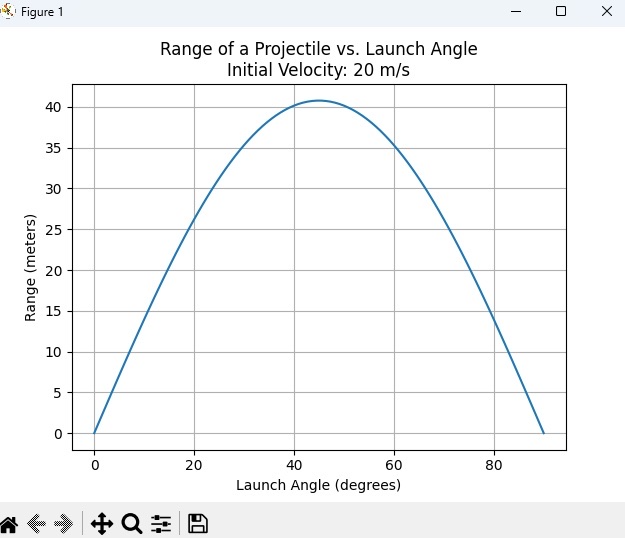 Figure 1
Range of a Projectile vs. Launch Angle
Initial Velocity: 20 m/s
40
35
30
25
20
15
10
5
0
Range (meters)
0 20 40 60 80
Launch Angle (degrees)